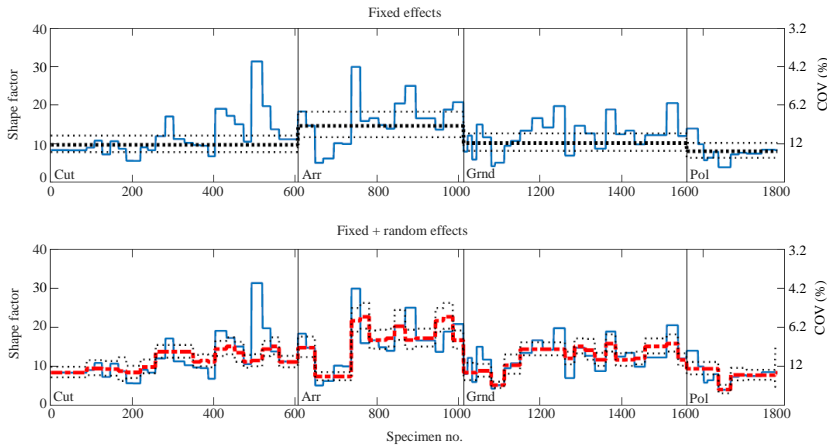 Fixed effects
40
30
20
10
0
Shape factor
3.2
4.2
6.2
12
COV (%)
Cut
Arr
Grnd
Pol
0 200 400 600 800 1000 1200 1400 1600 1800
Fixed + random effects
40
30
20
10
0
Shape factor
3.2
4.2
6.2
12
COV (%)
Cut
Arr
Grnd
Pol
0 200 400 600 800 1000 1200 1400 1600 1800
Specimen no.